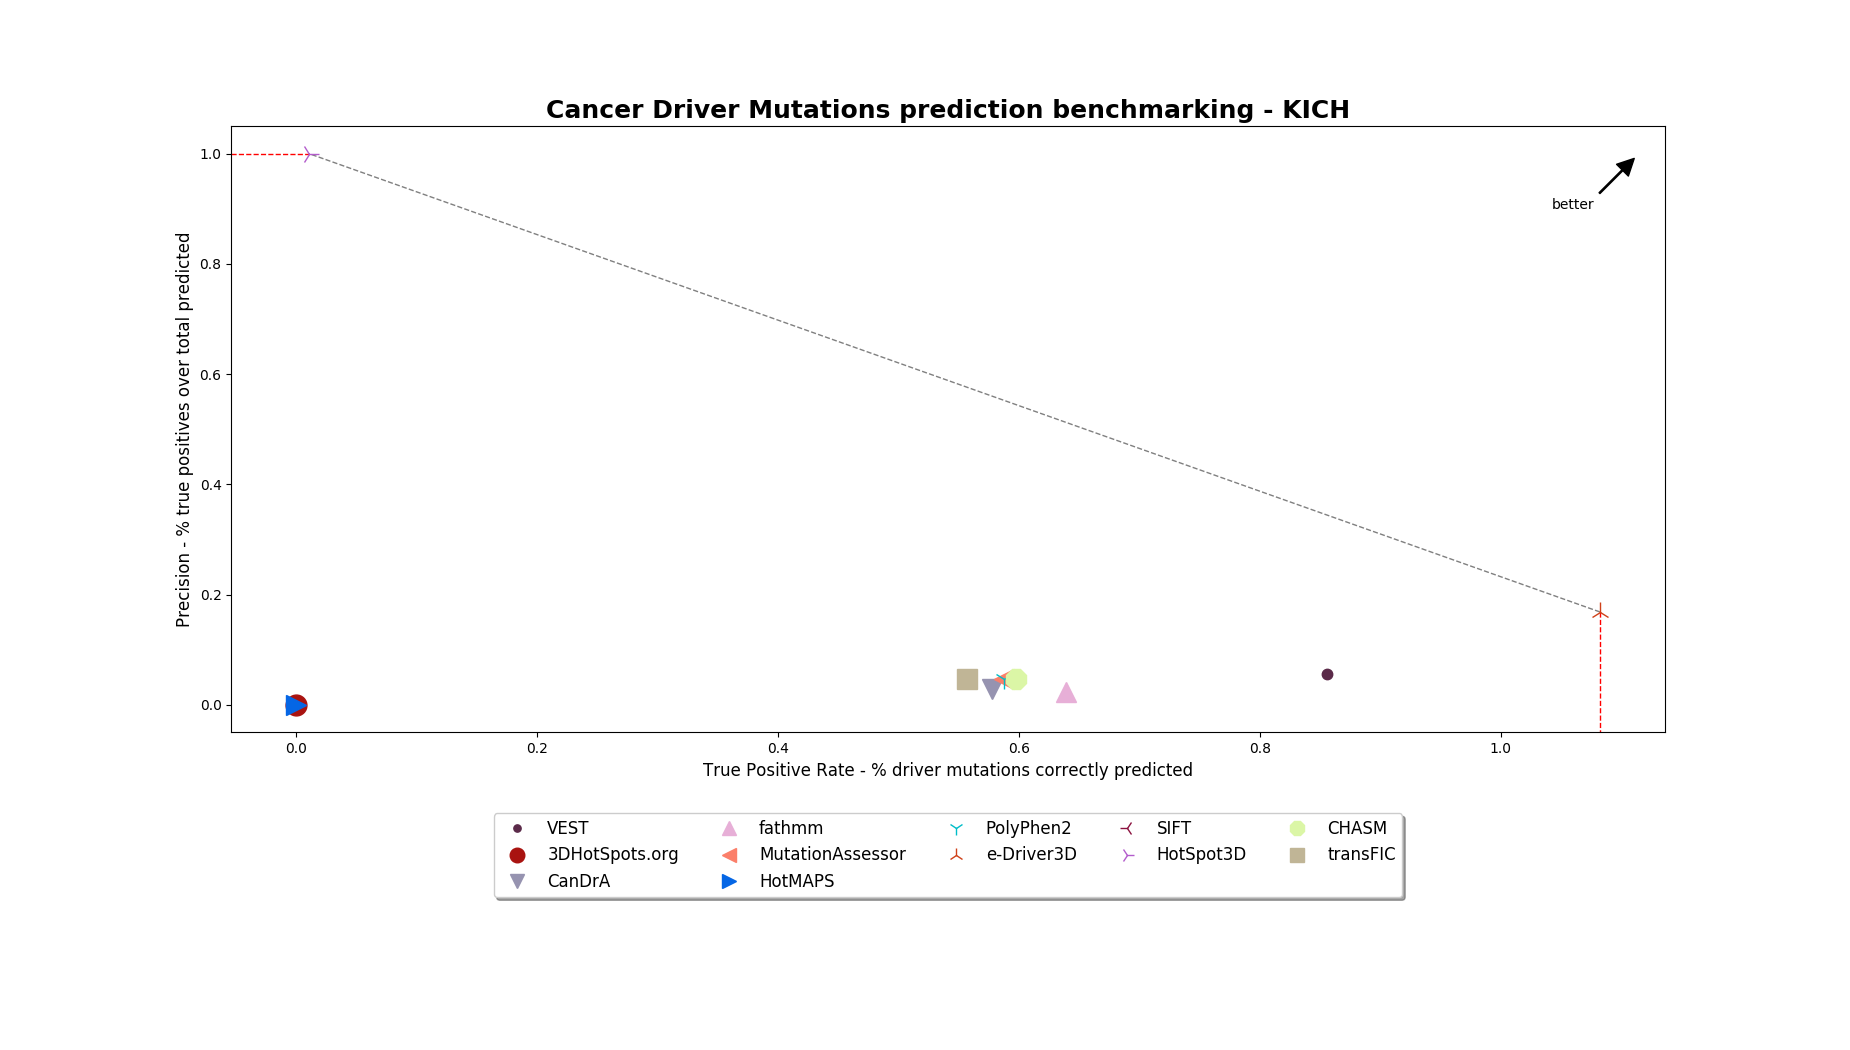 Cancer Driver Mutations prediction benchmarking - KICH
1.0
0.8
0.6
0.4
0.2
0.0
Precision - % true positives over total predicted
better
0.0 0.2 0.4 0.6 0.8 1.0
True Positive Rate - % driver mutations correctly predicted
VEST fathmm PolyPhen2 SIFT CHASM
3DHotSpots.org MutationAssessor e-Driver3D HotSpot3D transFIC
CanDrA HotMAPS